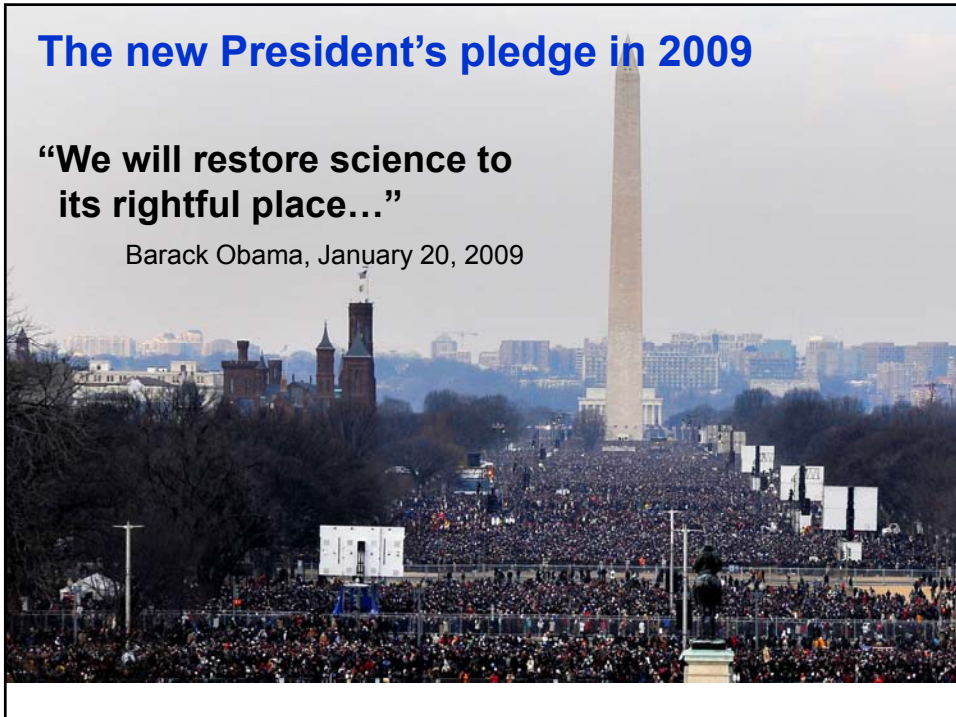 The new President’s pledge in 2009
“We will restore science to
its rightful place…”
Barack Obama, January 20, 2009